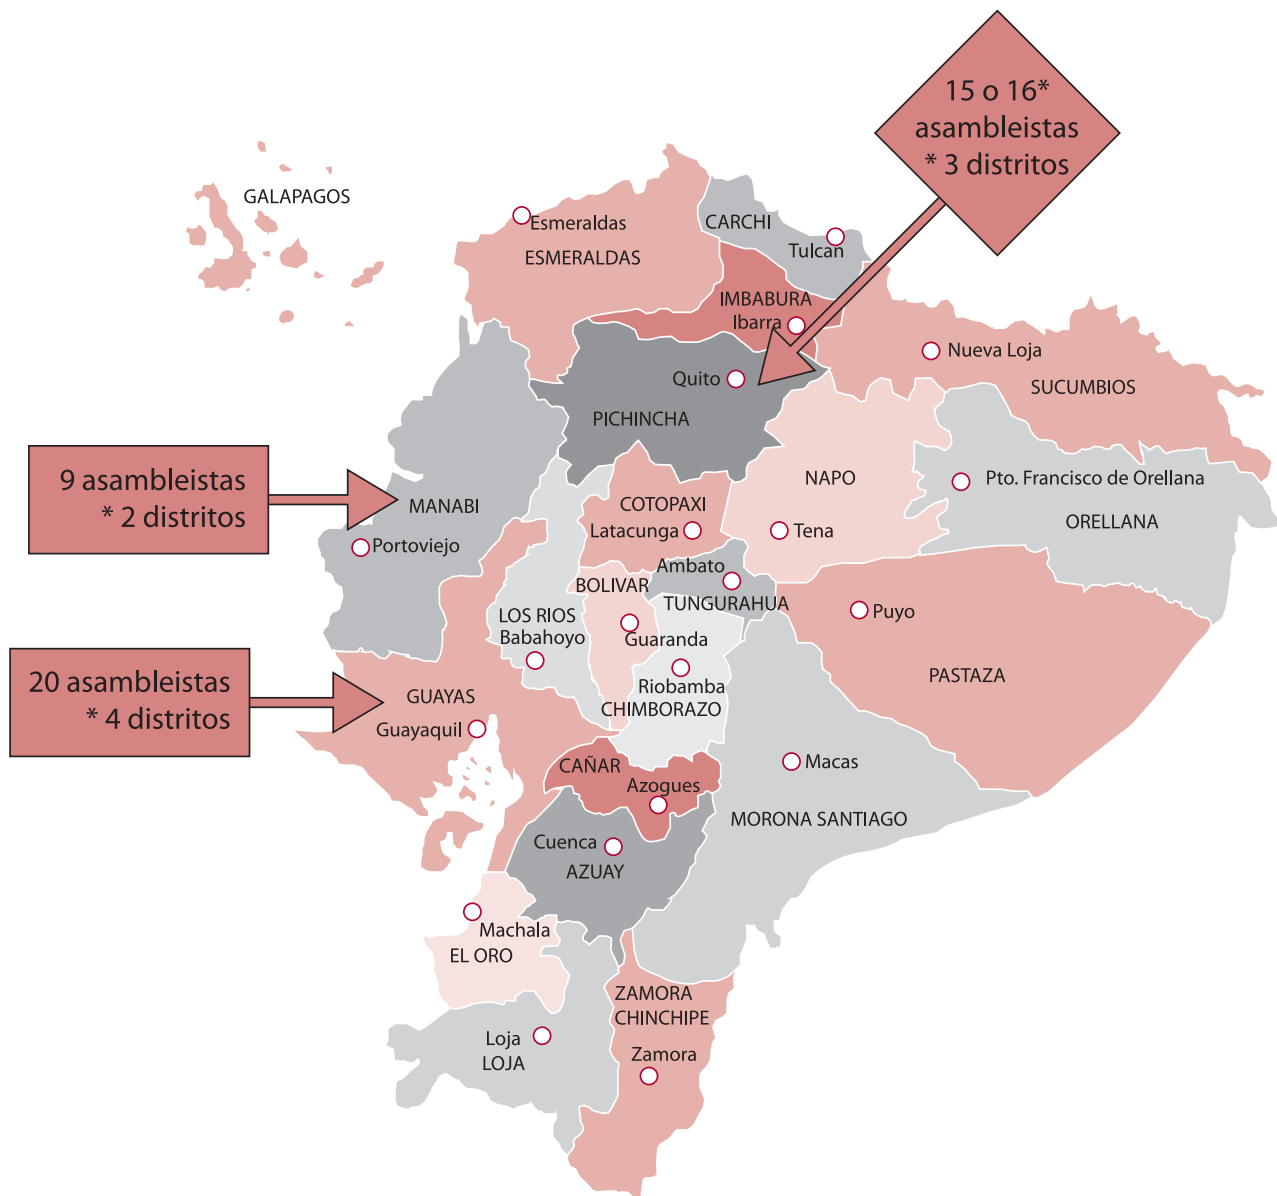 15 o 16*
asambleistas
* 3 distritos
GALAPAGOS
Esmeraldas
ESMERALDAS
CARCHI
Tulcan
IMBABURA
Ibarra
Nueva Loja
SUCUMBIOS
Quito
PICHINCHA
9 asambleistas
* 2 distritos
MANABI
Portoviejo
COTOPAXI
Latacunga
NAPO
Tena
Pto. Francisco de Orellana
ORELLANA
Ambato
TUNGURAHUA
BOLIVAR
Guaranda
LOS RIOS
Babahoyo
Puyo
PASTAZA
20 asambleistas
* 4 distritos
GUAYAS
Guayaquil
Riobamba
CHIMBORAZO
CAÑAR
Azogues
Macas
MORONA SANTIAGO
Cuenca
AZUAY
Machala
EL ORO
ZAMORA
CHINCHIPE
Zamora
Loja
LOJA